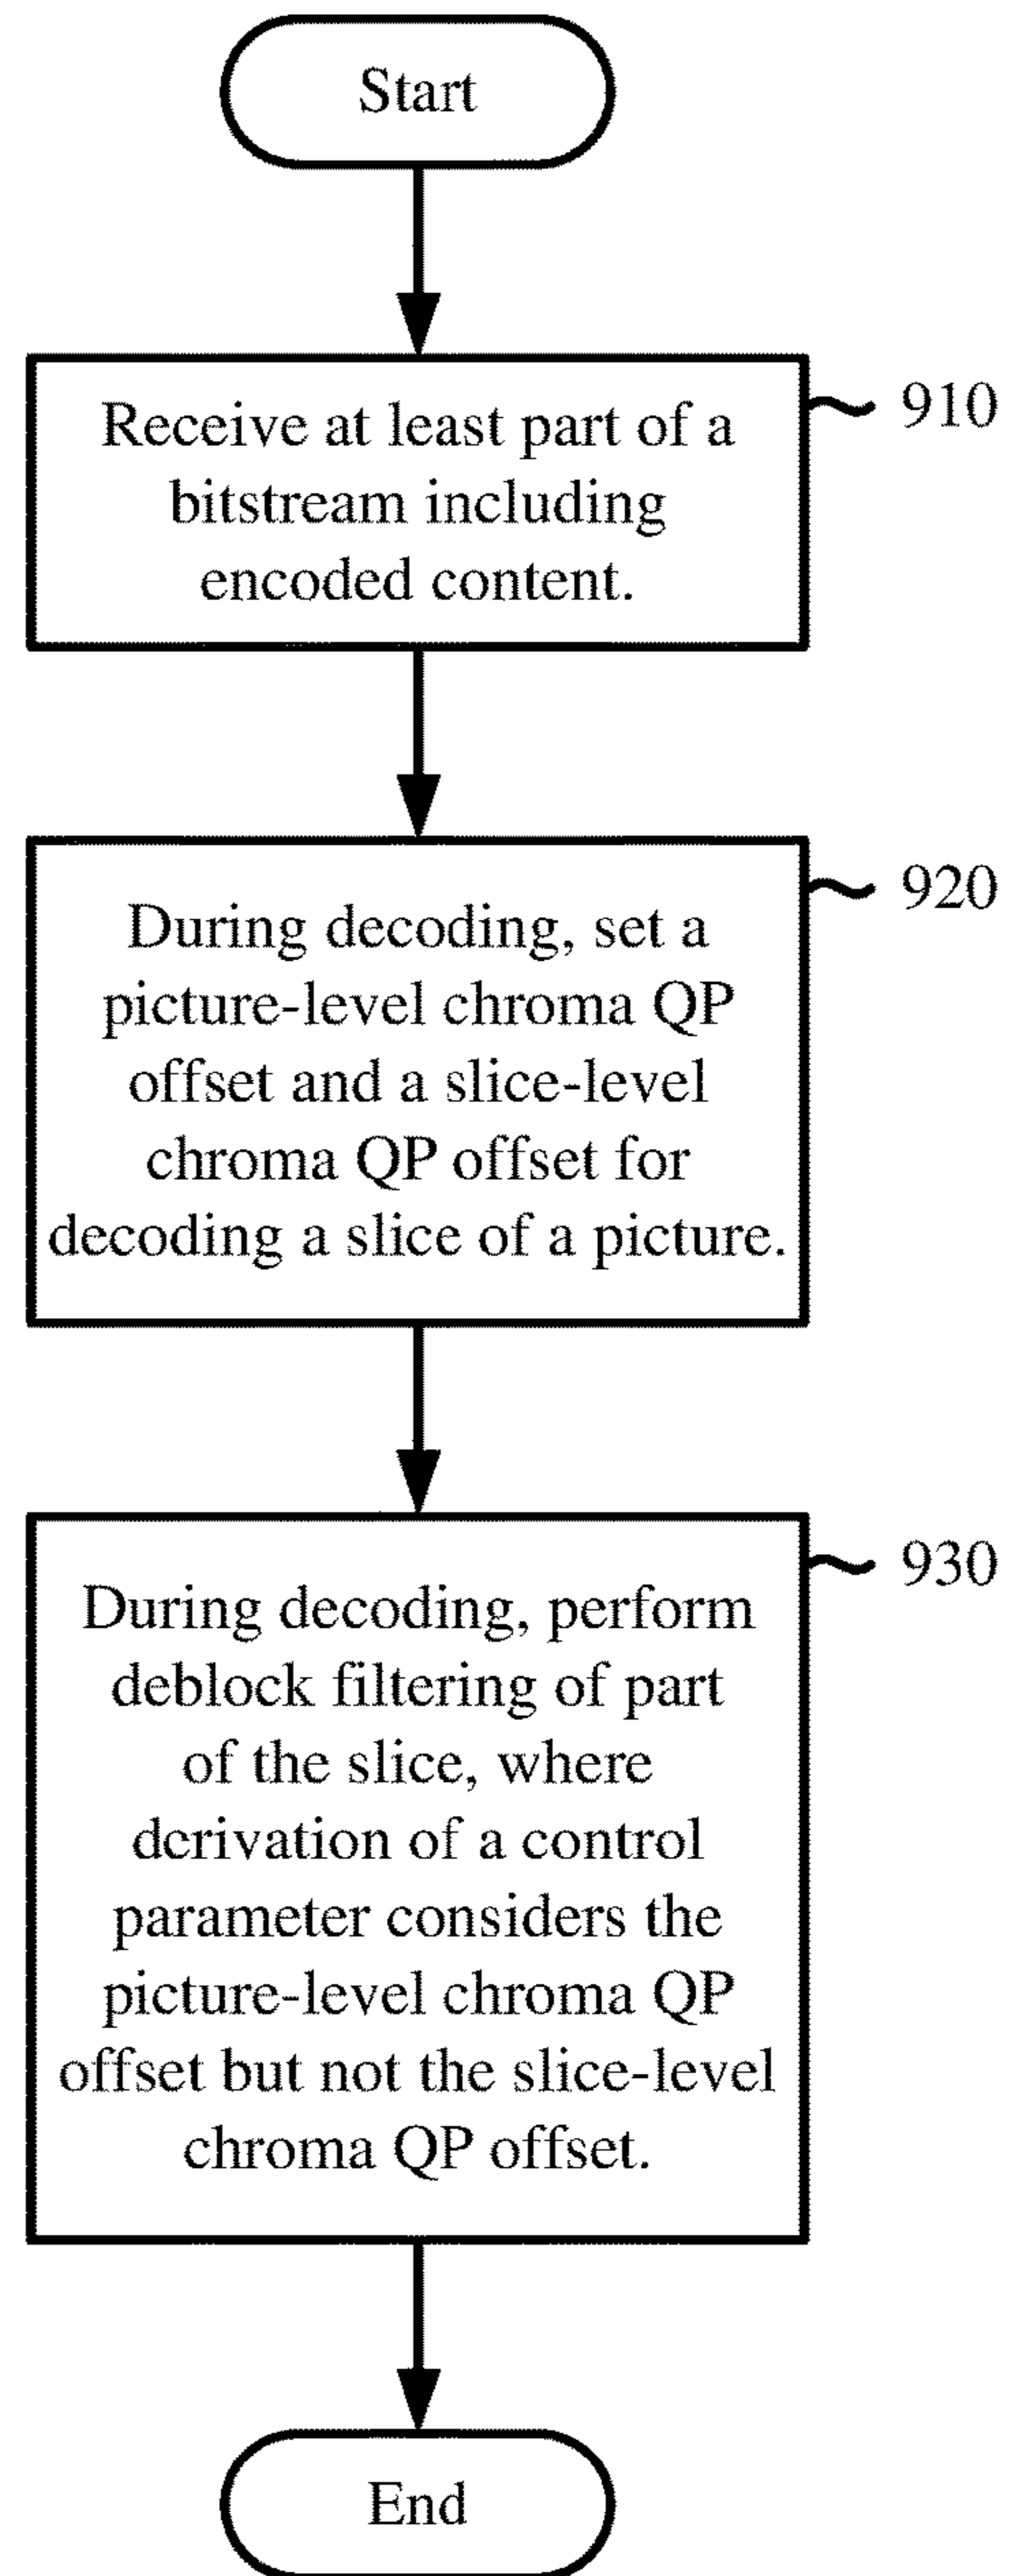 Start
Receive at least part of a
bitstream including
encoded content.
910
During decoding, set a
picture-level chroma QP
offset and a slice-level
chroma QP offset for
decoding a slice of a picture.
920
During decoding, perform
deblock filtering of part
of the slice, where
derivation of a control
parameter considers the
picture-level chroma QP
offset but not the slice-level
chroma QP offset.
930
End